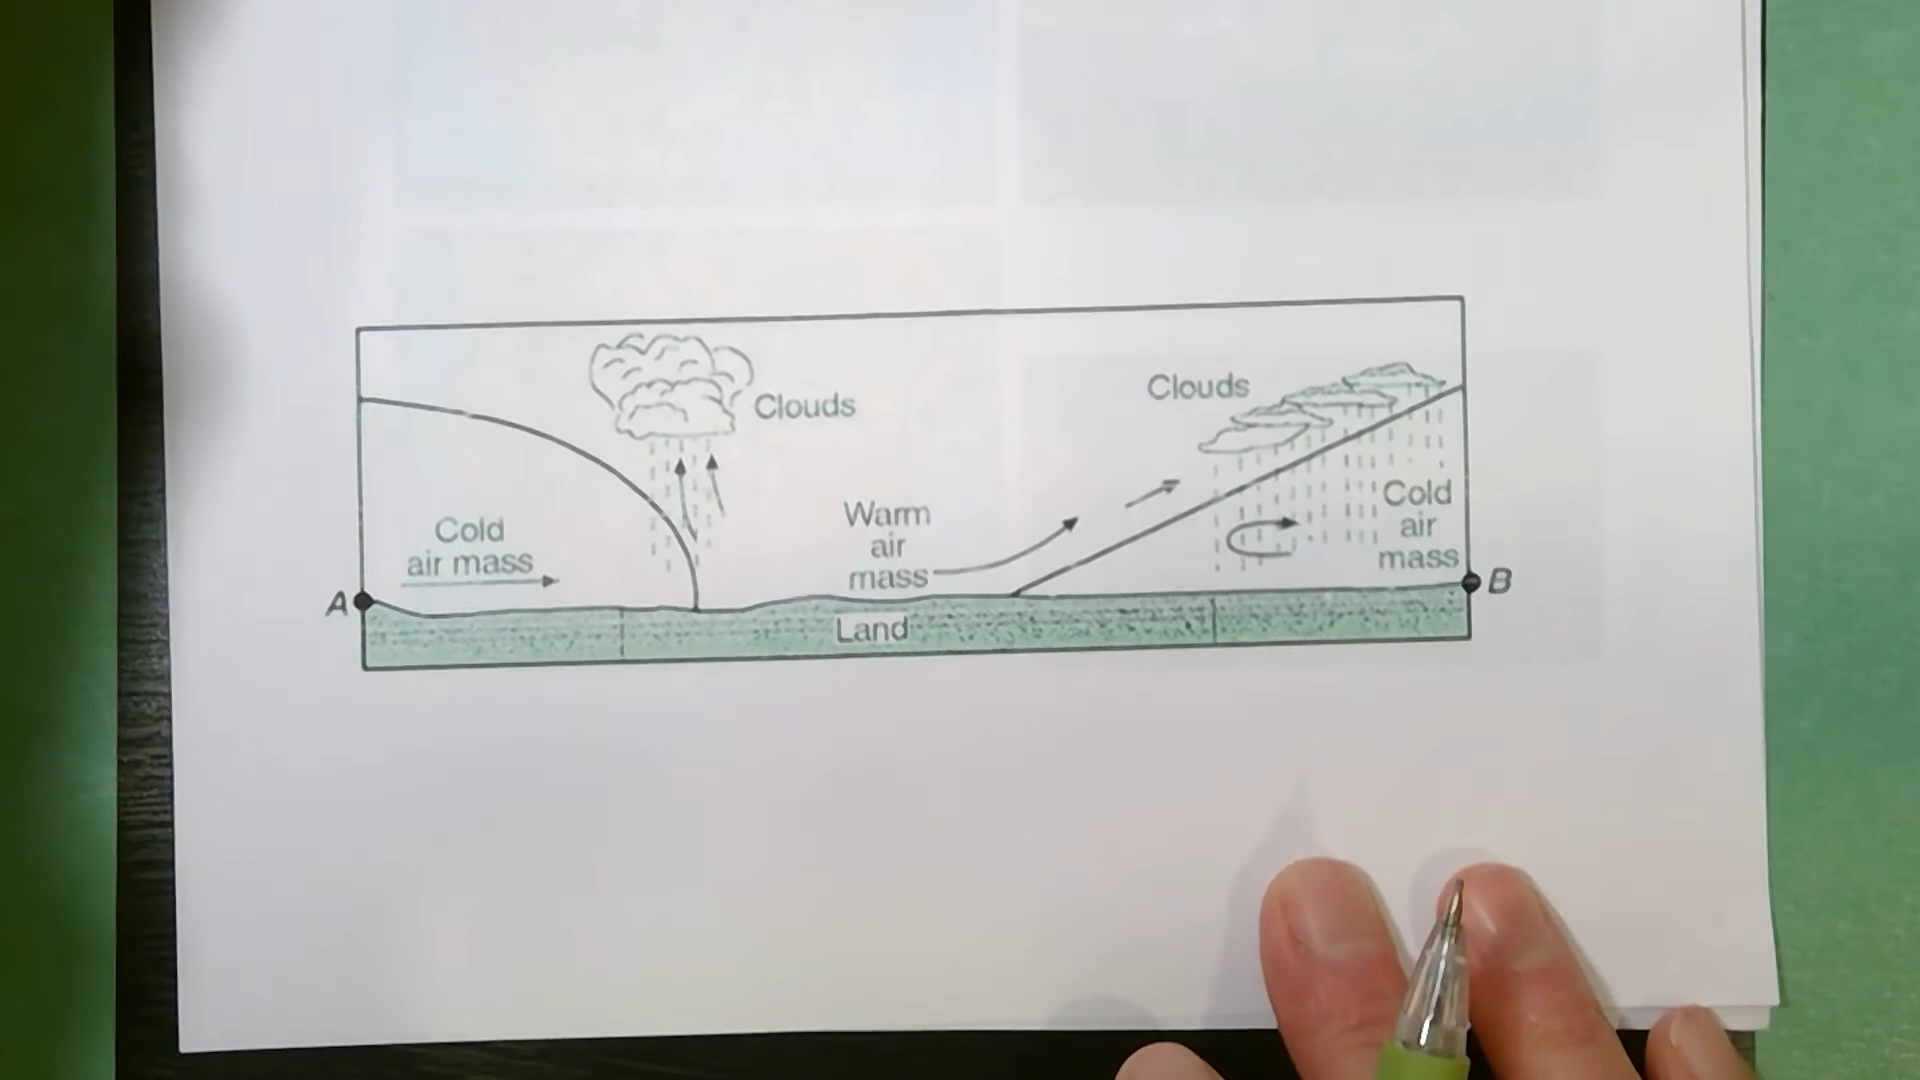 Clouds
Clouds
Cold
air mass
Warm
air
mass
Cold
air
mass
A
B
Land